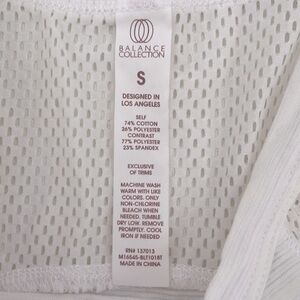 BALANCE
COLLECTION
S
DESIGNED IN
LOS ANGELES
SELF
74% COTTON
26% POLYESTER
CONTRAST
77% POLYESTER
23% SPANDEX
EXCLUSIVE
OF TRIMS
MACHINE WASH
WARM WITH LIKE
COLORS. ONLY
NON-CHLORINE
BLEACH WHEN
NEEDED. TUMBLE
DRY LOW. REMOVE
PROMPTLY. COOL
IRON IF NEEDED
RN# 137013
M16545-BLT1018T
MADE IN CHINA